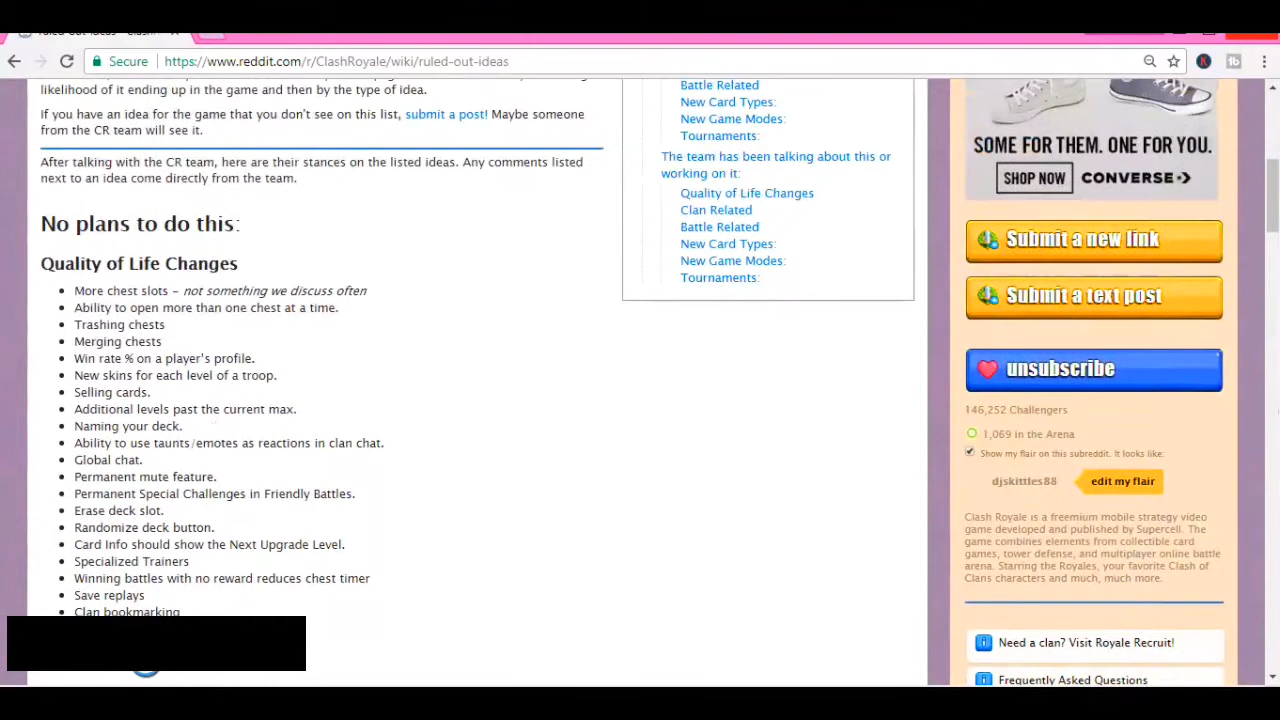 Secure
https://www.reddit.com/r/ClashRoyale/wiki/ruled-out-ideas
likelihood of it ending up in the game and then by the type of idea.
If you have an idea for the game that you don't see on this list, submit a post! Maybe someone
from the CR team will see it.
After talking with the CR team, here are their stances on the listed ideas. Any comments listed
next to an idea come directly from the team.
No plans to do this:
Quality of Life Changes
More chest slots - not something we discuss often
Ability to open more than one chest at a time.
Trashing chests
Merging chests
Win rate % on a player's profile.
New skins for each level of a troop.
Selling cards.
Additional levels past the current max.
Naming your deck.
Ability to use taunts/emotes as reactions in clan chat.
Global chat.
Permanent mute feature.
Permanent Special Challenges in Friendly Battles.
Erase deck slot.
Randomize deck button.
Card Info should show the Next Upgrade Level.
Specialized Trainers
Winning battles with no reward reduces chest timer
Save replays
Clan bookmarking
Battle Related
New Card Types:
New Game Modes:
Tournaments:
The team has been talking about this or
working on it:
Quality of Life Changes
Clan Related
Battle Related
New Card Types:
New Game Modes:
Tournaments:
SOME FOR THEM. ONE FOR YOU.
SHOP NOW
CONVERSE
Submit a new link
Submit a text post
unsubscribe
146,252 Challengers
1,069 in the Arena
Show my flair on this subreddit. It looks like:
djskittles88
edit my flair
Clash Royale is a freemium mobile strategy video
game developed and published by Supercell. The
game combines elements from collectible card
games, tower defense, and multiplayer online battle
arena. Starring the Royales, your favorite Clash of
Clans characters and much, much more.
Need a clan? Visit Royale Recruit!
Frequently Asked Questions